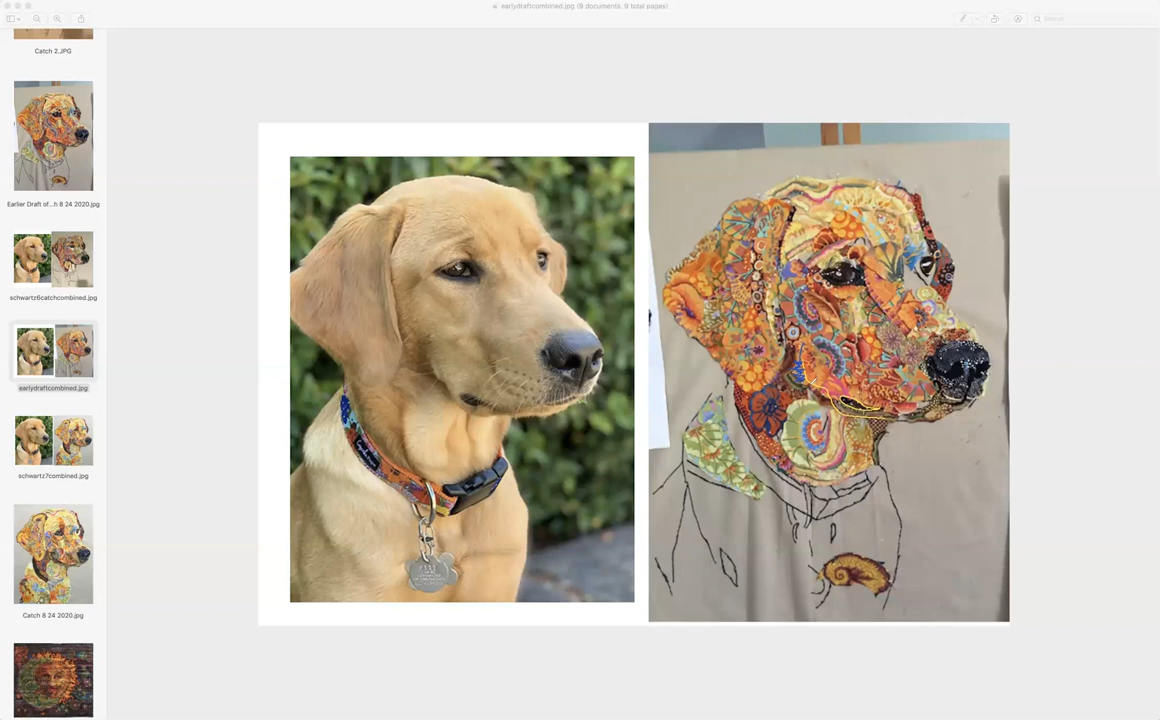 earlydraftcombined.jpg (9 documents, 9 total pages)
Search
Catch 2.JPG
Earlier Draft of...h 8 24 2020.jpg
schwartz6catchcombined.jpg
earlydraftcombined.jpg
schwartz7combined.jpg
Catch 8 24 2020.jpg